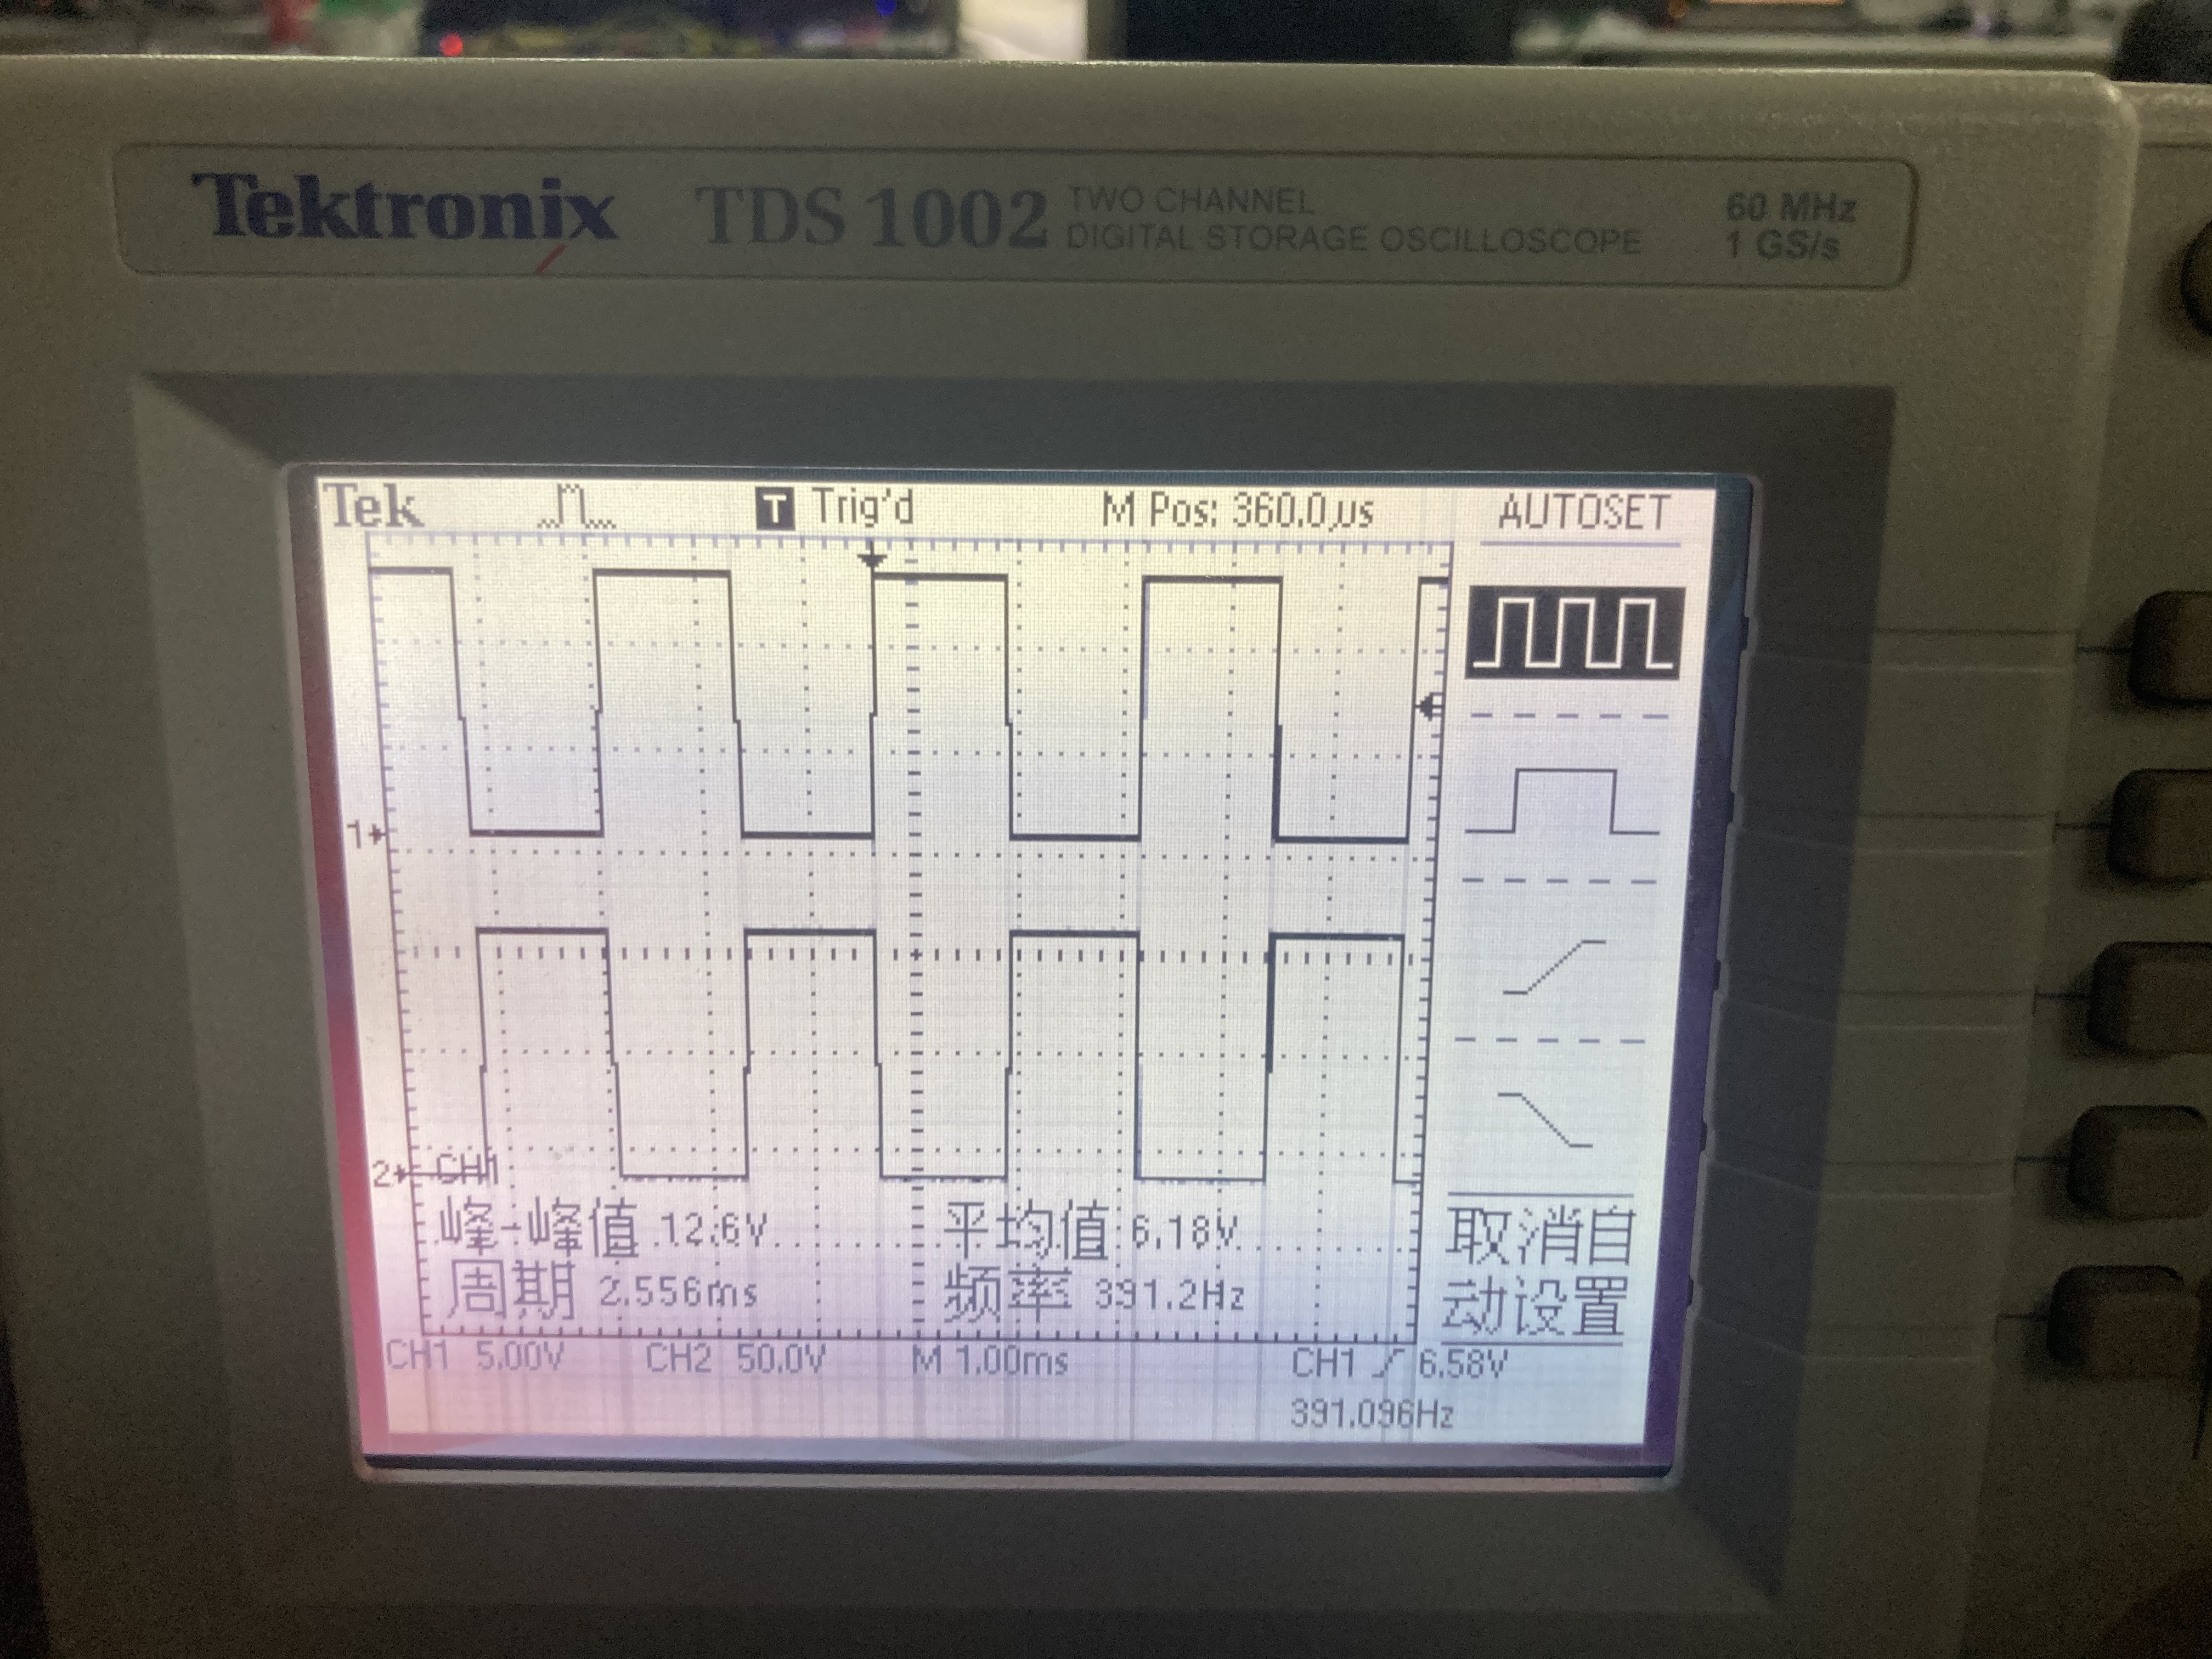 Tektronix TDS 1002 TWO CHANNEL DIGITAL STORAGE OSCILLOSCOPE 60 MHz 1 GS/s
Tek T Trig'd M Pos: 360.0µs AUTOSET
1
2 CH1
峰-峰值 12.6V 平均值 6.18V
周期 2.556ms 频率 391.2Hz
取消自
动设置
CH1 5.00V CH2 50.0V M 1.00ms CH1 6.58V
391.096Hz